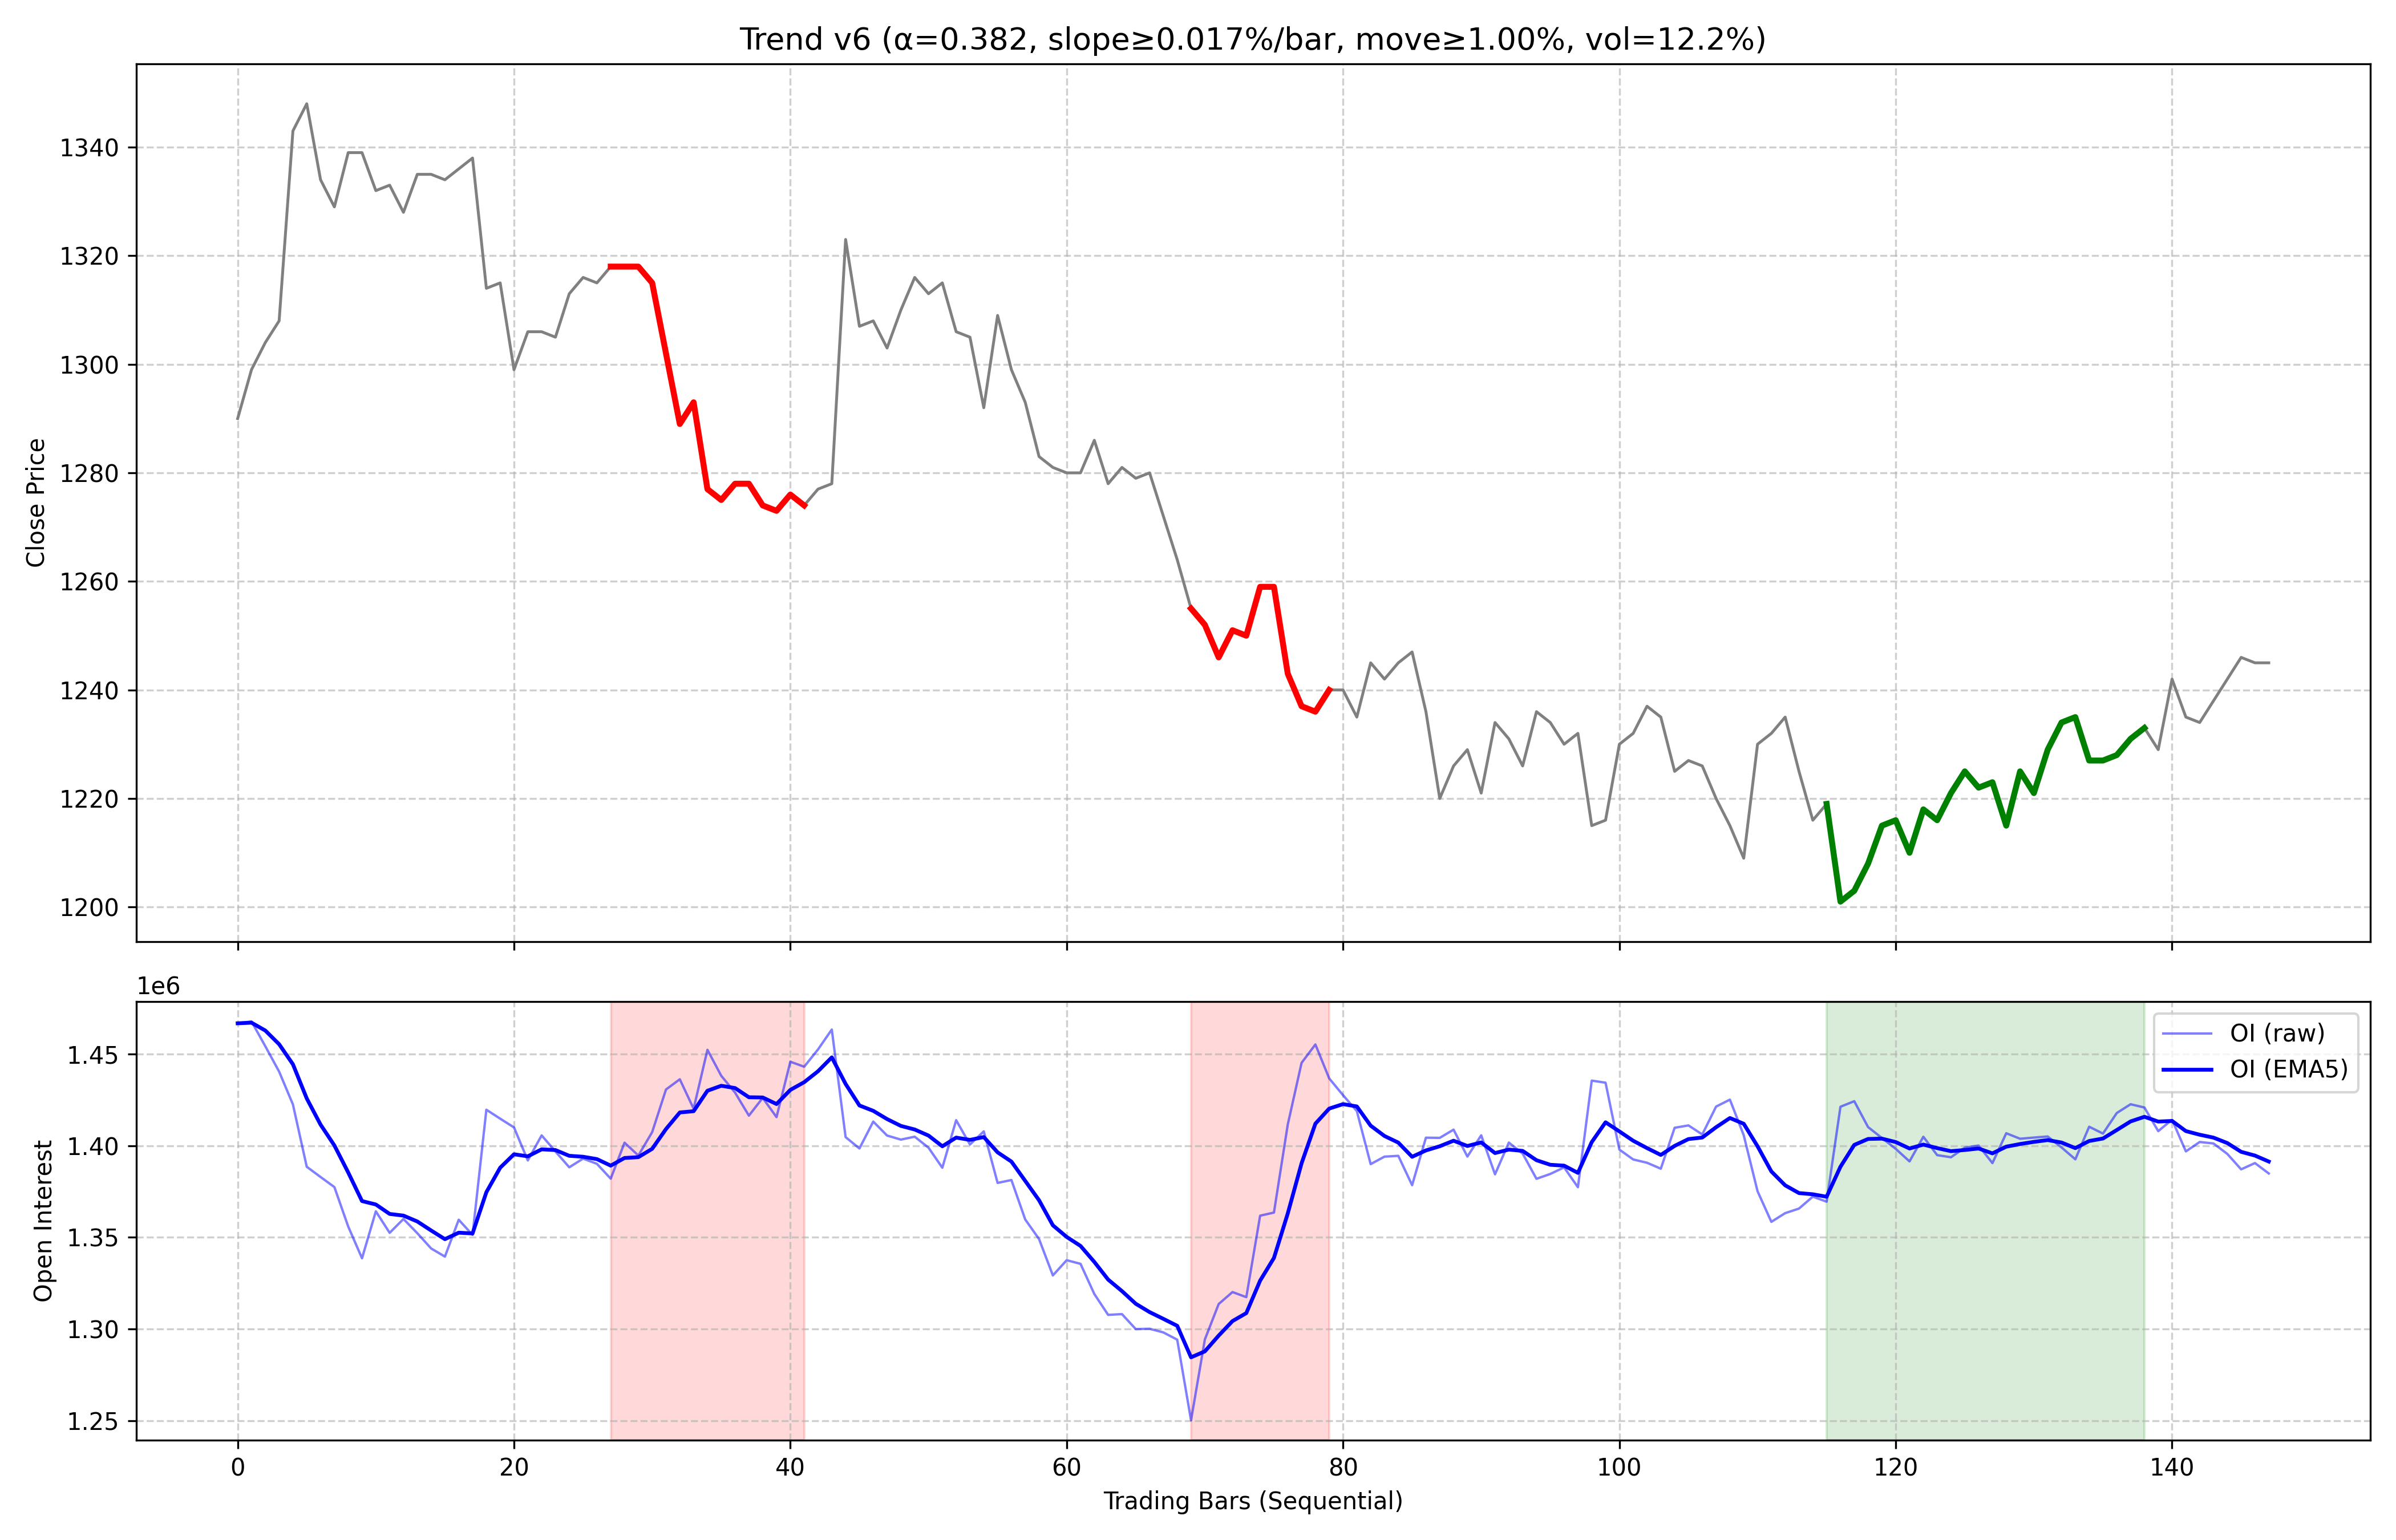 Trend v6 (α=0.382, slope≥0.017%/bar, move≥1.00%, vol=12.2%)
Close Price
1340
1320
1300
1280
1260
1240
1220
1200
1e6
Open Interest
1.45
1.40
1.35
1.30
1.25
OI (raw)
OI (EMA5)
0 20 40 60 80 100 120 140
Trading Bars (Sequential)